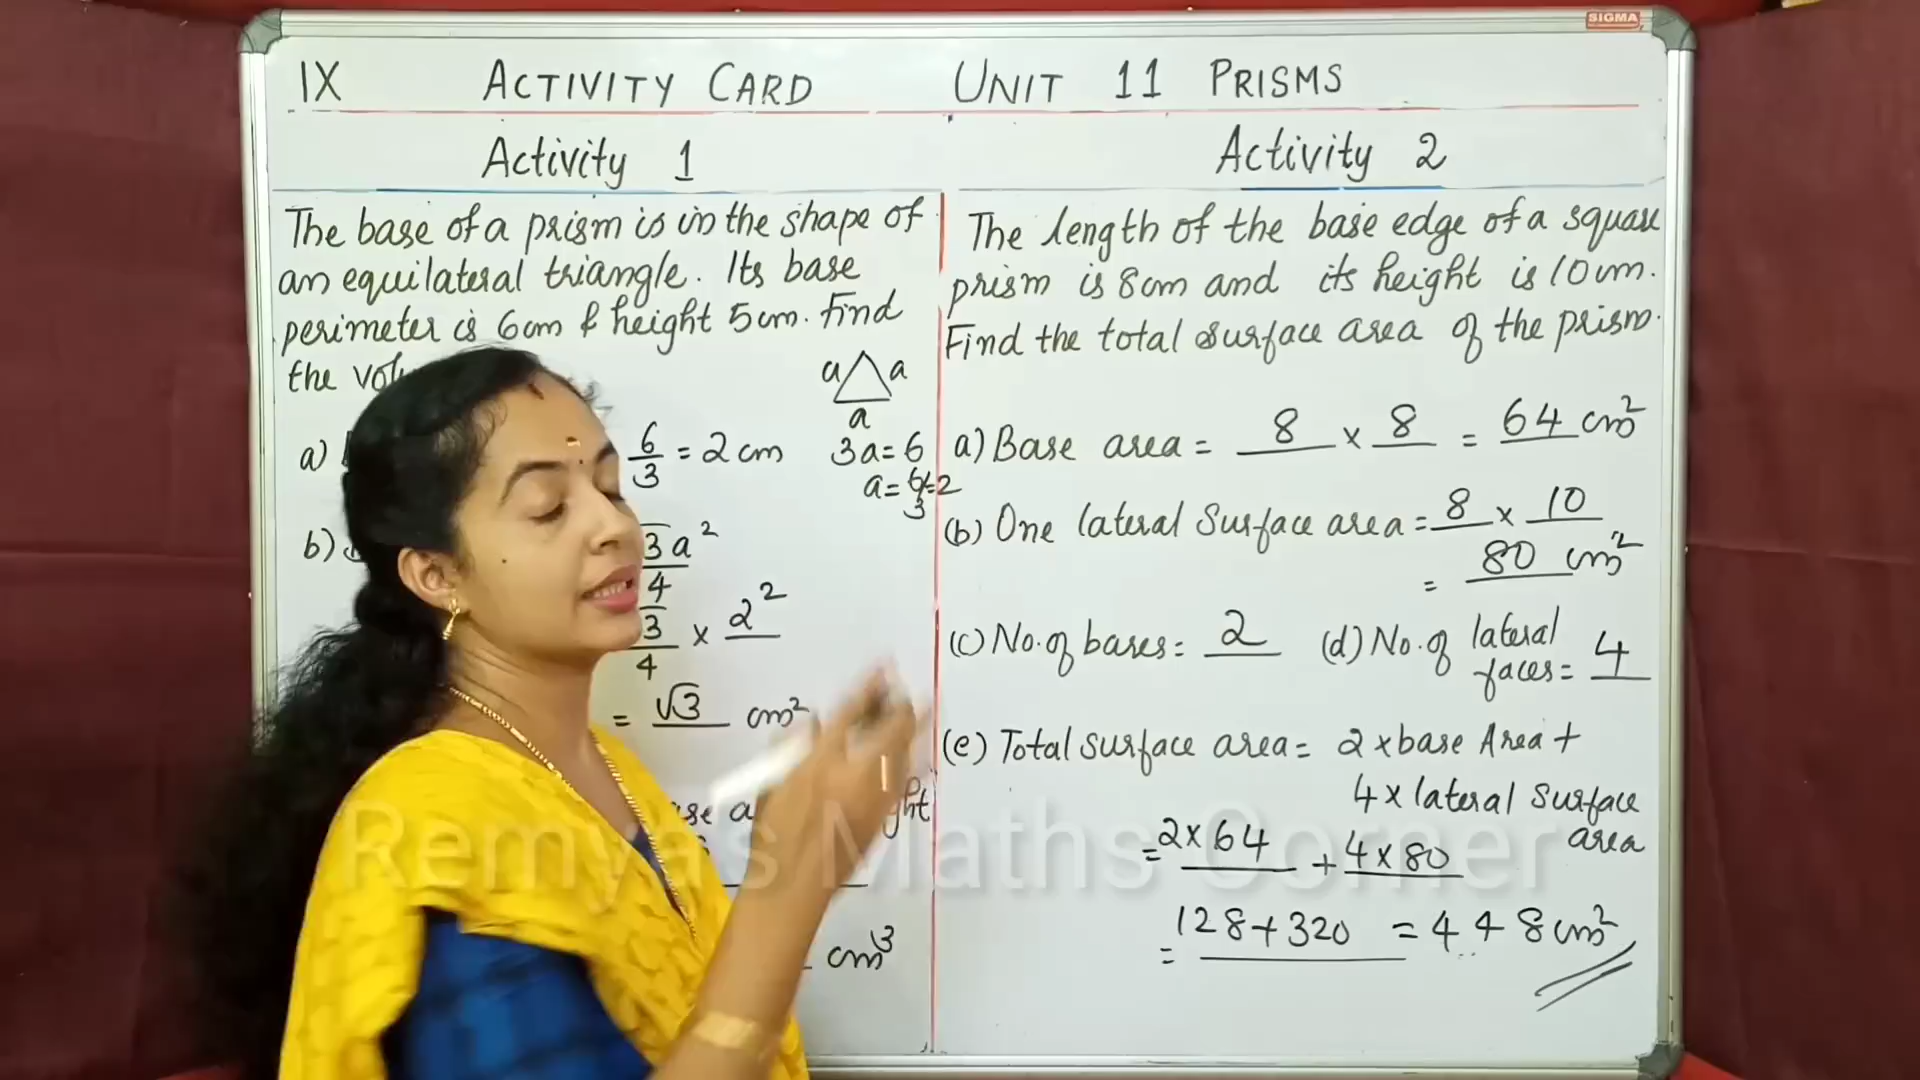 SIGMA
IX ACTIVITY CARD UNIT 11 PRISMS
Activity 1
The base of a prism is in the shape of
an equilateral triangle. Its base
perimeter is 6cm & height 5cm. Find
the
a a
a
a) 6/3 = 2 cm
3a = 6
a = 6/3 = 2
b) 3a²
4
3/4 × 2²
= √3 cm²
cm³
Activity 2
The length of the base edge of a square
prism is 8cm and its height is 10cm.
Find the total surface area of the prism.
a) Base area = 8 × 8 = 64 cm²
(b) One lateral Surface area = 8 × 10
= 80 cm²
(c) No. of bases = 2 (d) No. of lateral
faces = 4
(e) Total surface area = 2 × base Area +
4 × lateral surface
area
= 2×64 + 4×80
= 128+320 = 448cm²
Remya's Maths Corner